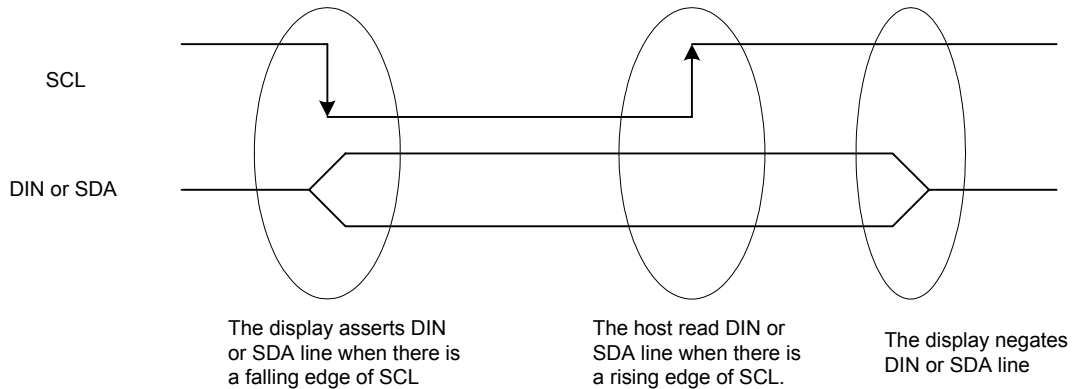 SCL
DIN or SDA
The display asserts DIN
or SDA line when there is
a falling edge of SCL
The host read DIN or
SDA line when there is
a rising edge of SCL.
The display negates
DIN or SDA line